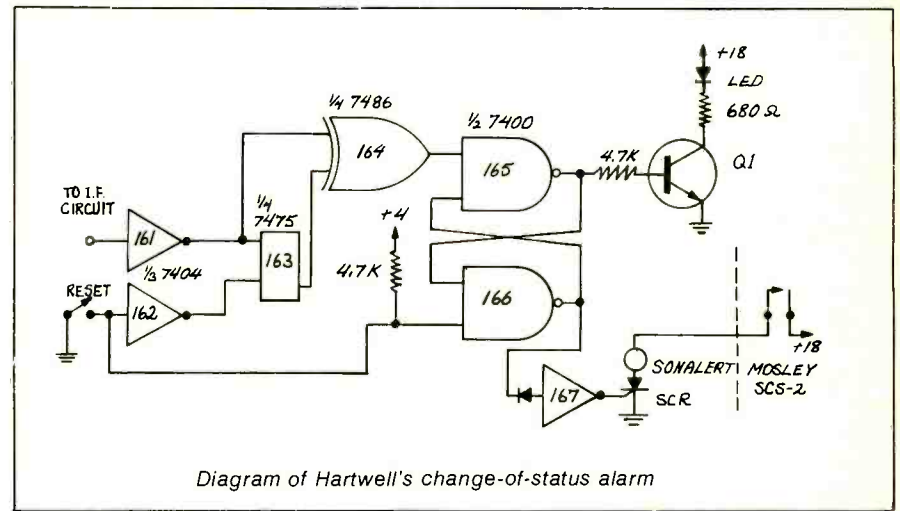 +18
LED
680 Ω
¼ 7486
½ 7400
164
165
4.7K
Q1
TO I.F.
CIRCUIT
¼
7475
161
163
+4
⅓ 7404
4.7K
RESET
162
166
+18
SONALERT
MOSLEY
SCS-2
167
SCR
Diagram of Hartwell's change-of-status alarm